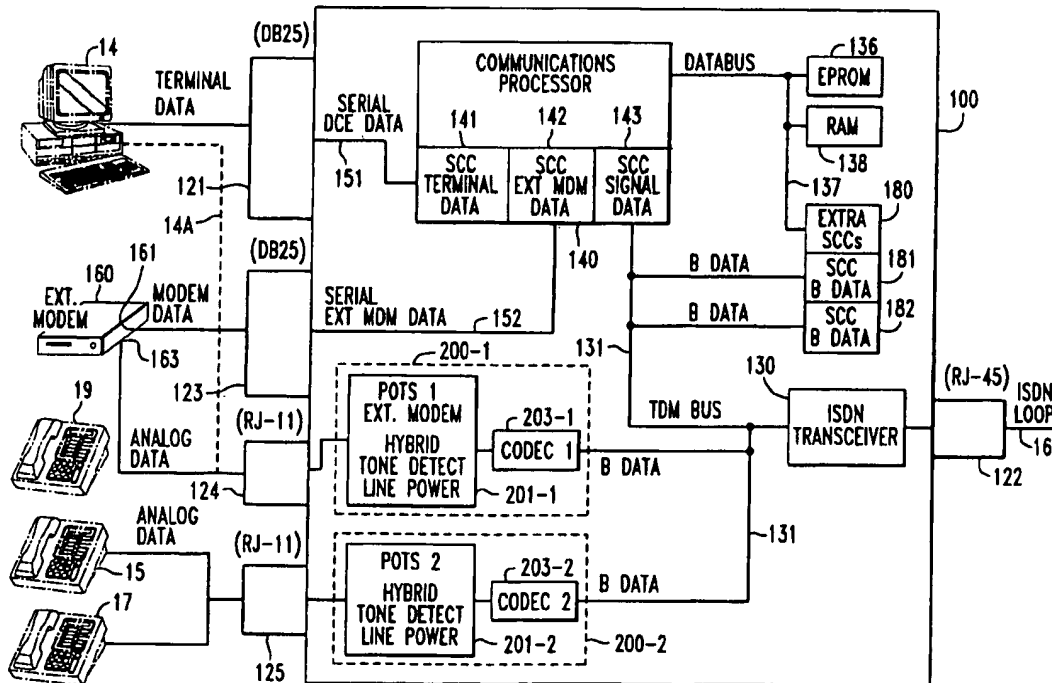 14
TERMINAL
DATA
(DB25)
121
SERIAL
DCE DATA
151
COMMUNICATIONS
PROCESSOR
141
142
143
SCC
TERMINAL
DATA
SCC
EXT MDM
DATA
SCC
SIGNAL
DATA
140
DATABUS
136
EPROM
RAM
138
137
100
180
EXTRA
SCCs
181
SCC
B DATA
182
SCC
B DATA
B DATA
B DATA
14A
160
161
EXT.
MODEM
MODEM
DATA
163
(DB25)
123
SERIAL
EXT MDM DATA
152
131
130
TDM BUS
ISDN
TRANSCEIVER
(RJ-45)
122
ISDN
LOOP
16
19
ANALOG
DATA
(RJ-11)
124
200-1
POTS 1
EXT. MODEM
HYBRID
TONE DETECT
LINE POWER
201-1
203-1
CODEC 1
B DATA
131
ANALOG
DATA
15
17
(RJ-11)
125
POTS 2
HYBRID
TONE DETECT
LINE POWER
201-2
203-2
CODEC 2
B DATA
200-2